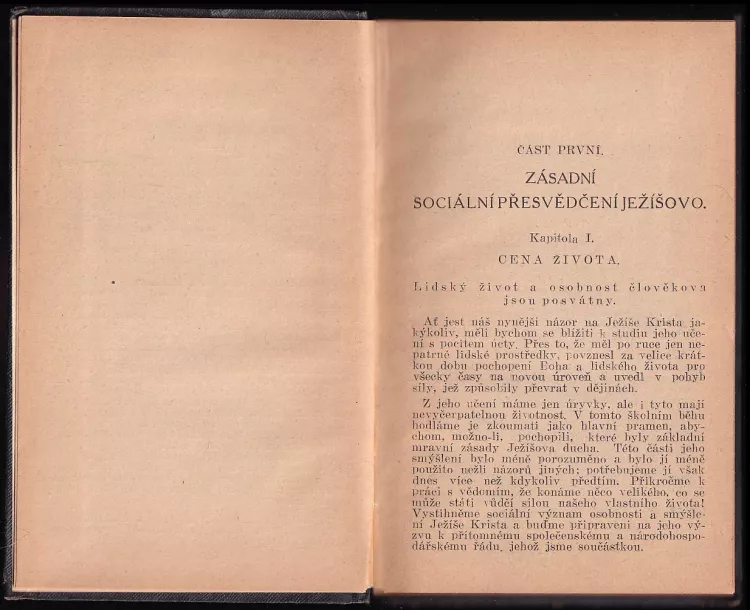 ČÁST PRVNÍ.
ZÁSADNÍ
SOCIÁLNÍ PŘESVĚDČENÍ JEŽÍŠOVO.
Kapitola I.
CENA ŽIVOTA.
Lidský život a osobnost člověkova
jsou posvátny.
Ať jest náš nynější názor na Ježíše Krista ja-
kýkoliv, měli bychom se blížiti k studiu jeho uče-
ní s pocitem úcty. Přes to, že měl po ruce jen ne-
patrné lidské prostředky, povznesl za velice krát-
kou dobu pochopení Boha a lidského života pro
všecky časy na novou úroveň a uvedl v pohyb
síly, jež způsobily převrat v dějinách.
Z jeho učení máme jen úryvky, ale i tyto mají
nevyčerpatelnou životnost. V tomto školním běhu
hodláme je zkoumati jako hlavní pramen, aby-
chom, možno-li, pochopili, které byly základní
mravní zásady Ježíšova ducha. Této části jeho
smýšlení bylo méně porozuměno a bylo jí méně
použito nežli názorů jiných; potřebujeme jí však
dnes více než kdykoliv předtím. Přikročme k
práci s vědomím, že konáme něco velikého, co se
může státi vůdčí silou našeho vlastního života!
Vystihněme sociální význam osobnosti a smýšle-
ní Ježíše Krista a buďme připraveni na jeho vý-
zvu k přítomnému společenskému a národohospo-
dářskému řádu, jehož jsme součástkou.